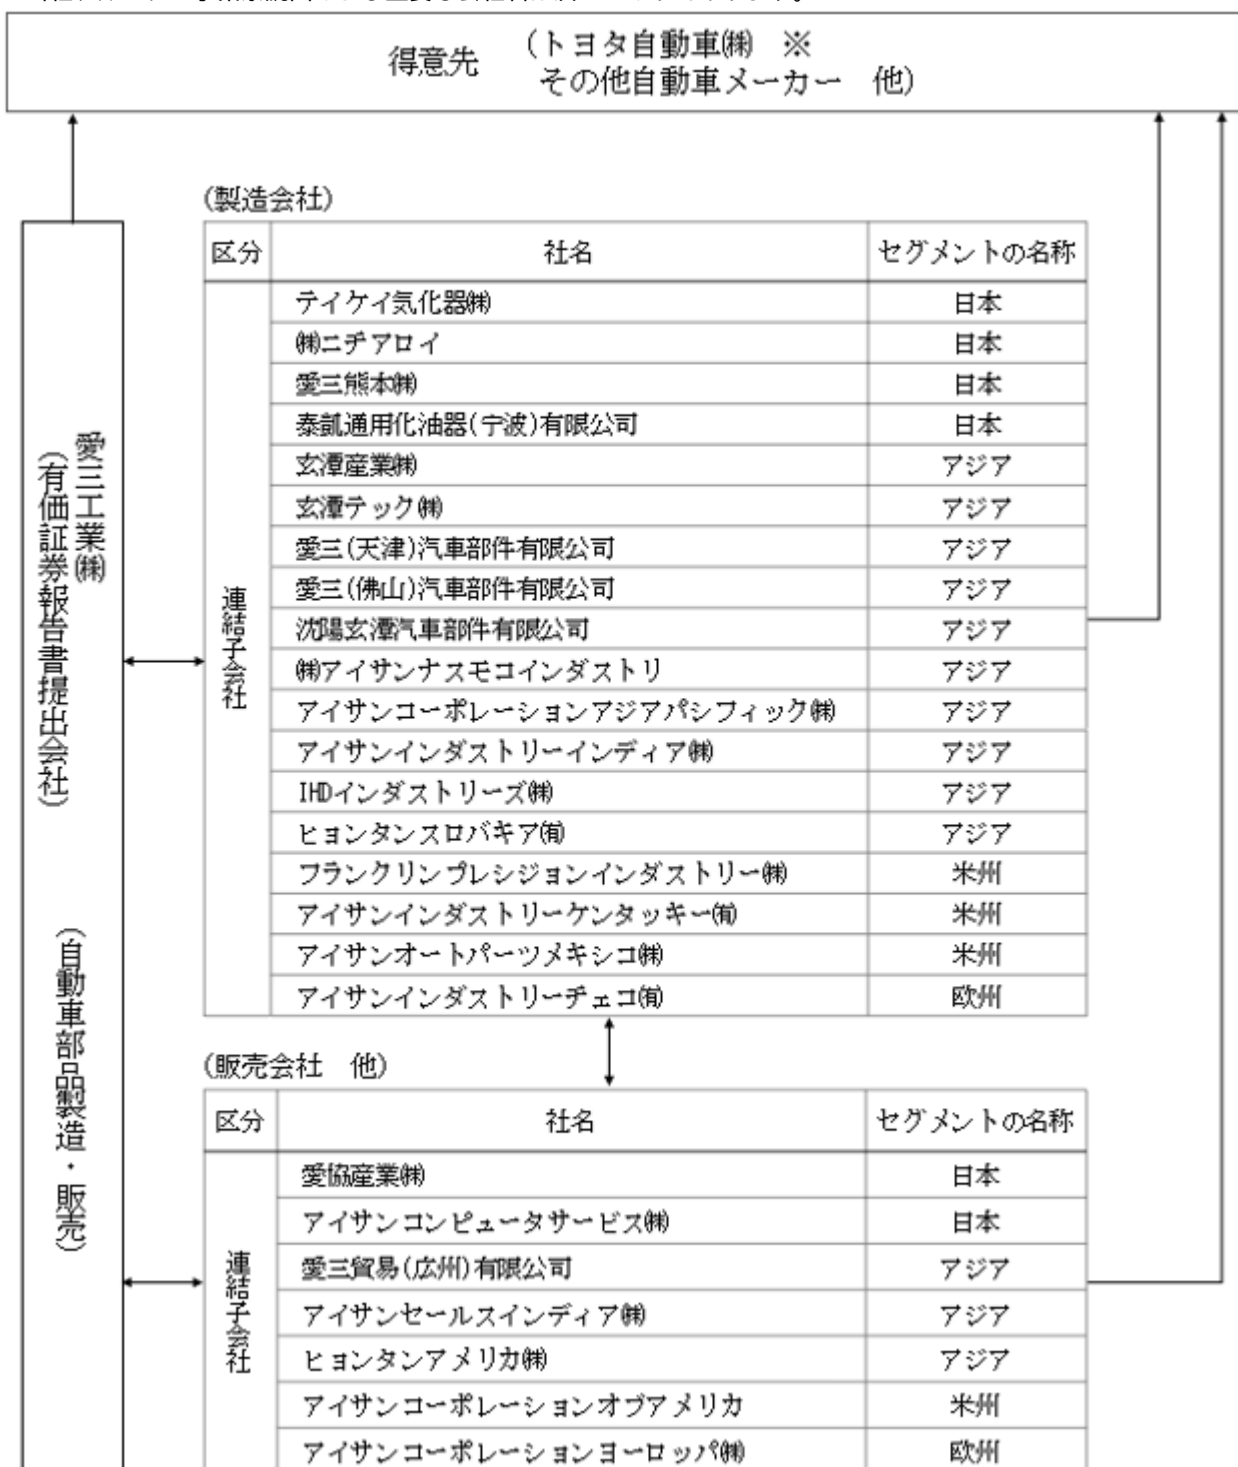 得意先 (トヨタ自動車㈱ ※
その他自動車メーカー 他)
(製造会社)
区分 社名 セグメントの名称
連結子会社
テイケイ気化器㈱ 日本
㈱ニチアロイ 日本
愛三熊本㈱ 日本
泰凱通用化油器(宁波)有限公司 日本
玄潭産業㈱ アジア
玄潭テック㈱ アジア
愛三(天津)汽車部件有限公司 アジア
愛三(佛山)汽車部件有限公司 アジア
沈陽玄潭汽車部件有限公司 アジア
㈱アイサンナスモコインダストリ アジア
アイサンコーポレーションアジアパシフィック㈱ アジア
アイサンインダストリーインディア㈱ アジア
IHDインダストリーズ㈱ アジア
ヒョンタンスロバキア㈲ アジア
フランクリンプレシジョンインダストリー㈱ 米州
アイサンインダストリーケンタッキー㈲ 米州
アイサンオートパーツメキシコ㈱ 米州
アイサンインダストリーチェコ㈲ 欧州
(販売会社 他)
区分 社名 セグメントの名称
連結子会社
愛協産業㈱ 日本
アイサンコンピュータサービス㈱ 日本
愛三貿易(広州)有限公司 アジア
アイサンセールスインディア㈱ アジア
ヒョンタンアメリカ㈱ アジア
アイサンコーポレーションオブアメリカ 米州
アイサンコーポレーションヨーロッパ㈱ 欧州
愛三工業㈱
(有価証券報告書提出会社)
(自動車部品製造・販売)